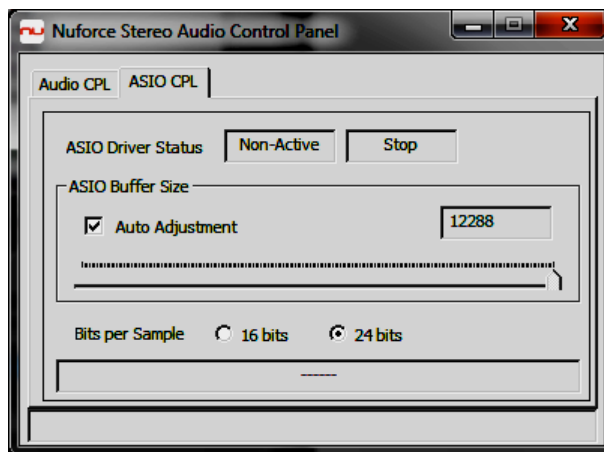 nu Nuforce Stereo Audio Control Panel
Audio CPL ASIO CPL
ASIO Driver Status Non-Active Stop
ASIO Buffer Size
Auto Adjustment 12288
Bits per Sample 16 bits 24 bits
------